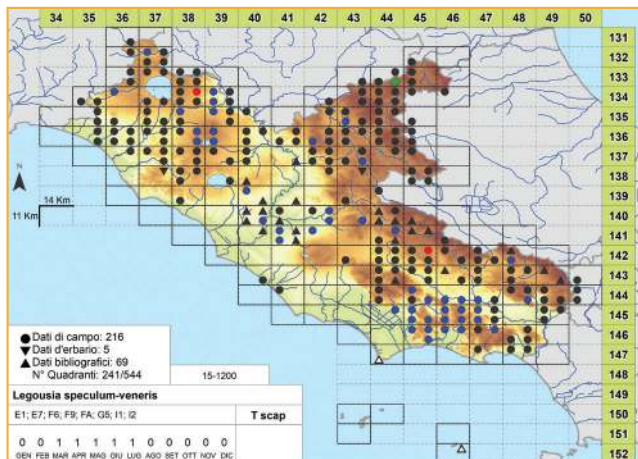 34 35 36 37 38 39 40 41 42 43 44 45 46 47 48 49 50
131
132
133
134
135
136
137
138
139
140
141
142
143
144
145
146
147
148
149
150
151
152
N
14 Km
11 Km
Dati di campo: 216
Dati d'erbario: 5
Dati bibliografici: 69
N° Quadranti: 241/544
15-1200
Legousia speculum-veneris
E1; E7; F6; F9; FA; G5; I1; I2 T scap
0 0 1 1 1 1 1 0 0 0 0 0
GEN FEB MAR APR MAG GIU LUG AGO SET OTT NOV DIC